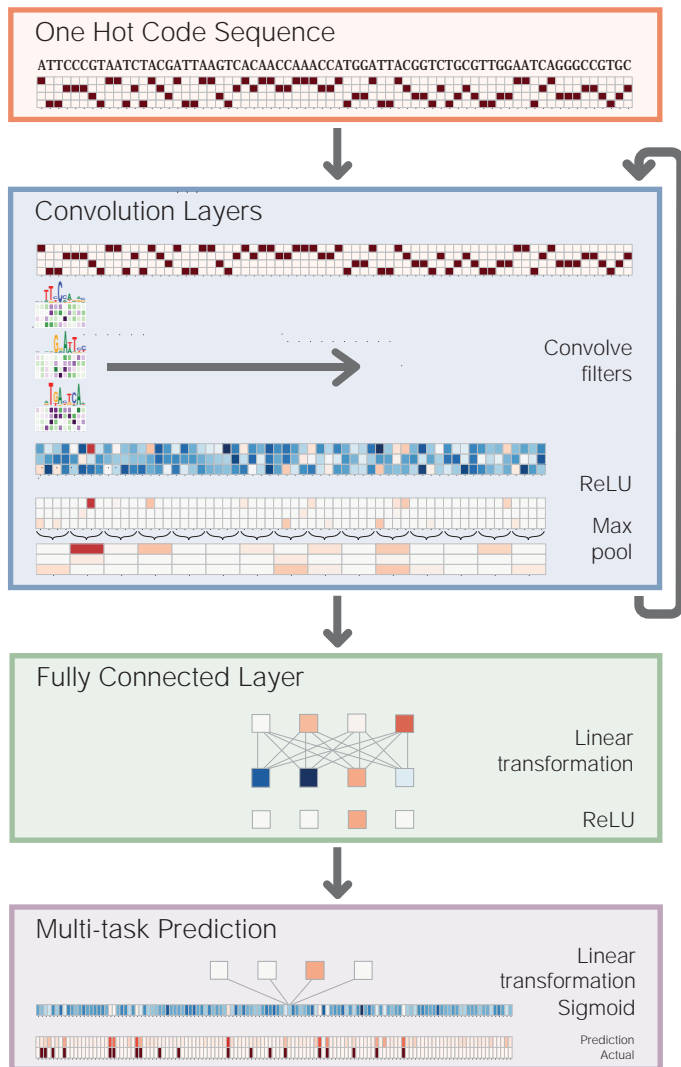 One Hot Code Sequence
ATTCCCGTAATCTACGATTAAGTCACAACCAAACCATGGATTACGGTCTGCGTTGGAATCAGGGCCGTGC
Convolution Layers
Convolve
filters
ReLU
Max
pool
Fully Connected Layer
Linear
transformation
ReLU
Multi-task Prediction
Linear
transformation
Sigmoid
Prediction
Actual